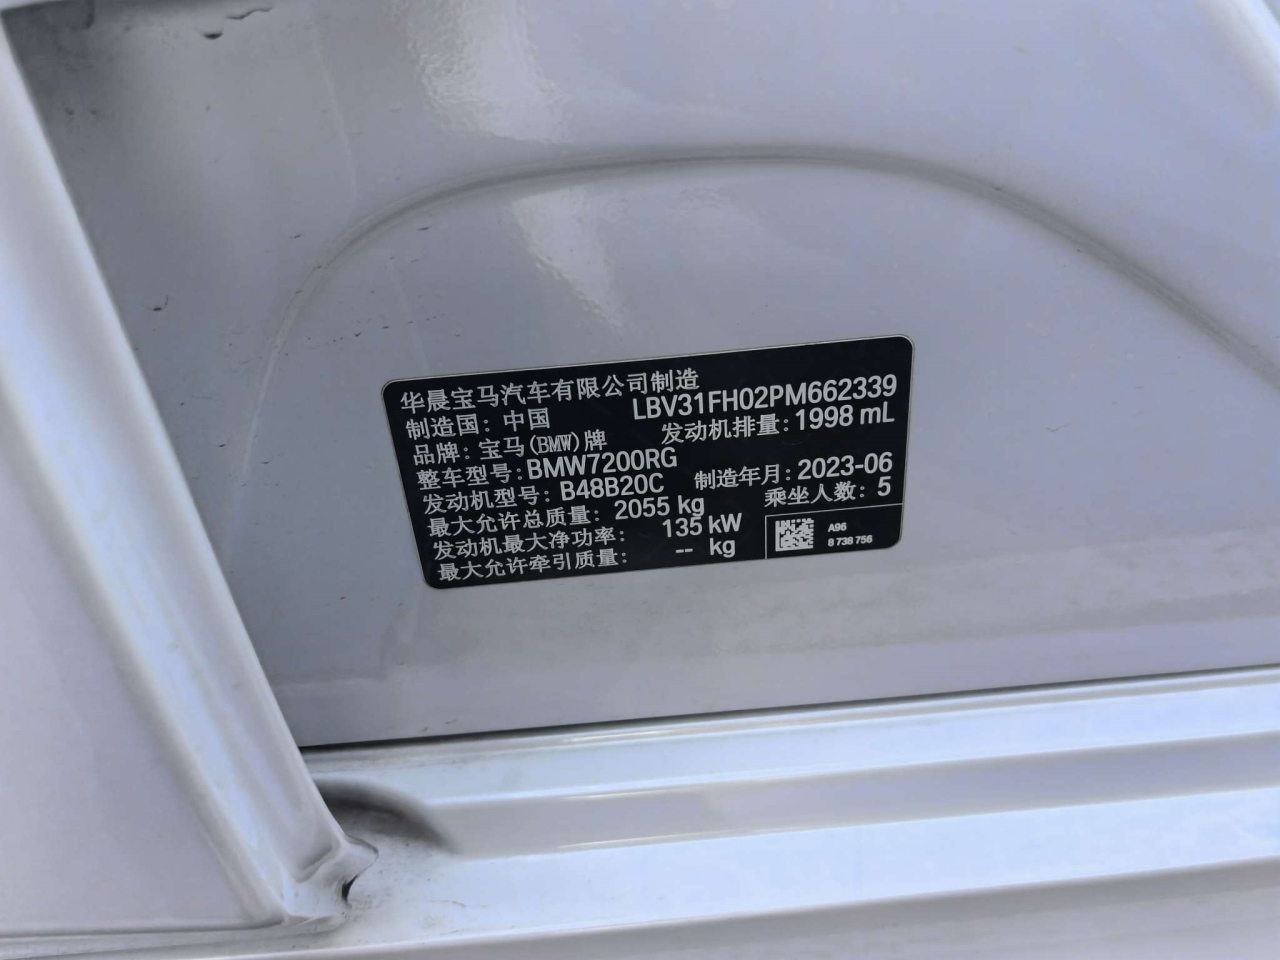 华晨宝马汽车有限公司制造
制造国：中国 LBV31FH02PM662339
品牌：宝马(BMW)牌 发动机排量：1998 mL
整车型号：BMW7200RG 制造年月：2023-06
发动机型号：B48B20C 乘坐人数：5
最大允许总质量：2055 kg
发动机最大净功率：135 kW
最大允许牵引质量：-- kg
A96
8 738 756